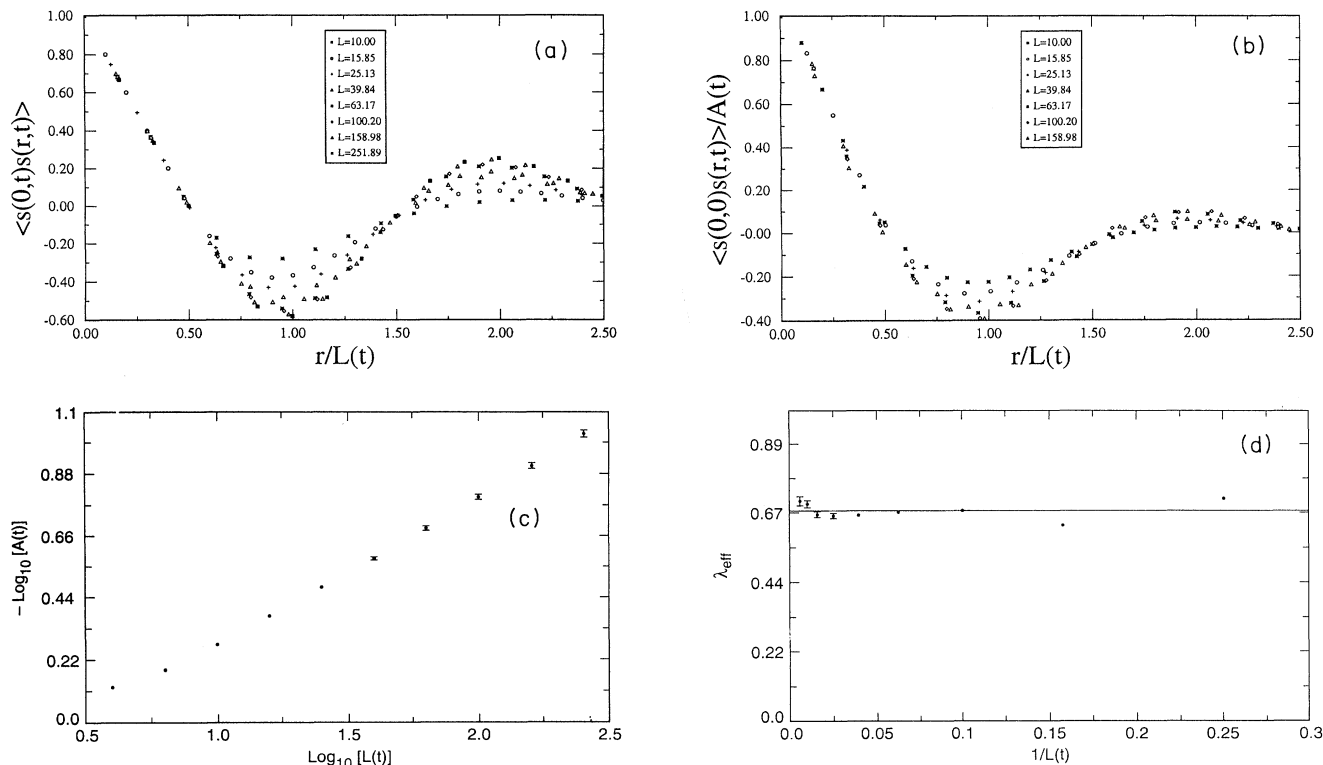 (a)
1.00
0.80
0.60
0.40
0.20
0.00
-0.20
-0.40
-0.60
<s(0,t)s(r,t)>
L=10.00
L=15.85
L=25.13
L=39.84
L=63.17
L=100.20
L=158.98
L=251.89
0.00
0.50
1.00
1.50
2.00
2.50
r/L(t)
(b)
1.00
0.80
0.60
0.40
0.20
-0.00
-0.20
-0.40
<s(0,0)s(r,t)>/A(t)
L=10.00
L=15.85
L=25.13
L=39.84
L=63.17
L=100.20
L=158.98
0.00
0.50
1.00
1.50
2.00
2.50
r/L(t)
(c)
1.1
0.88
0.66
0.44
0.22
0.0
− Log10 [A(t)]
0.5
1.0
1.5
2.0
2.5
Log10 [L(t)]
(d)
0.89
0.67
0.44
0.22
0.0
λeff
0.0
0.05
0.1
0.15
0.2
0.25
0.3
1/L(t)